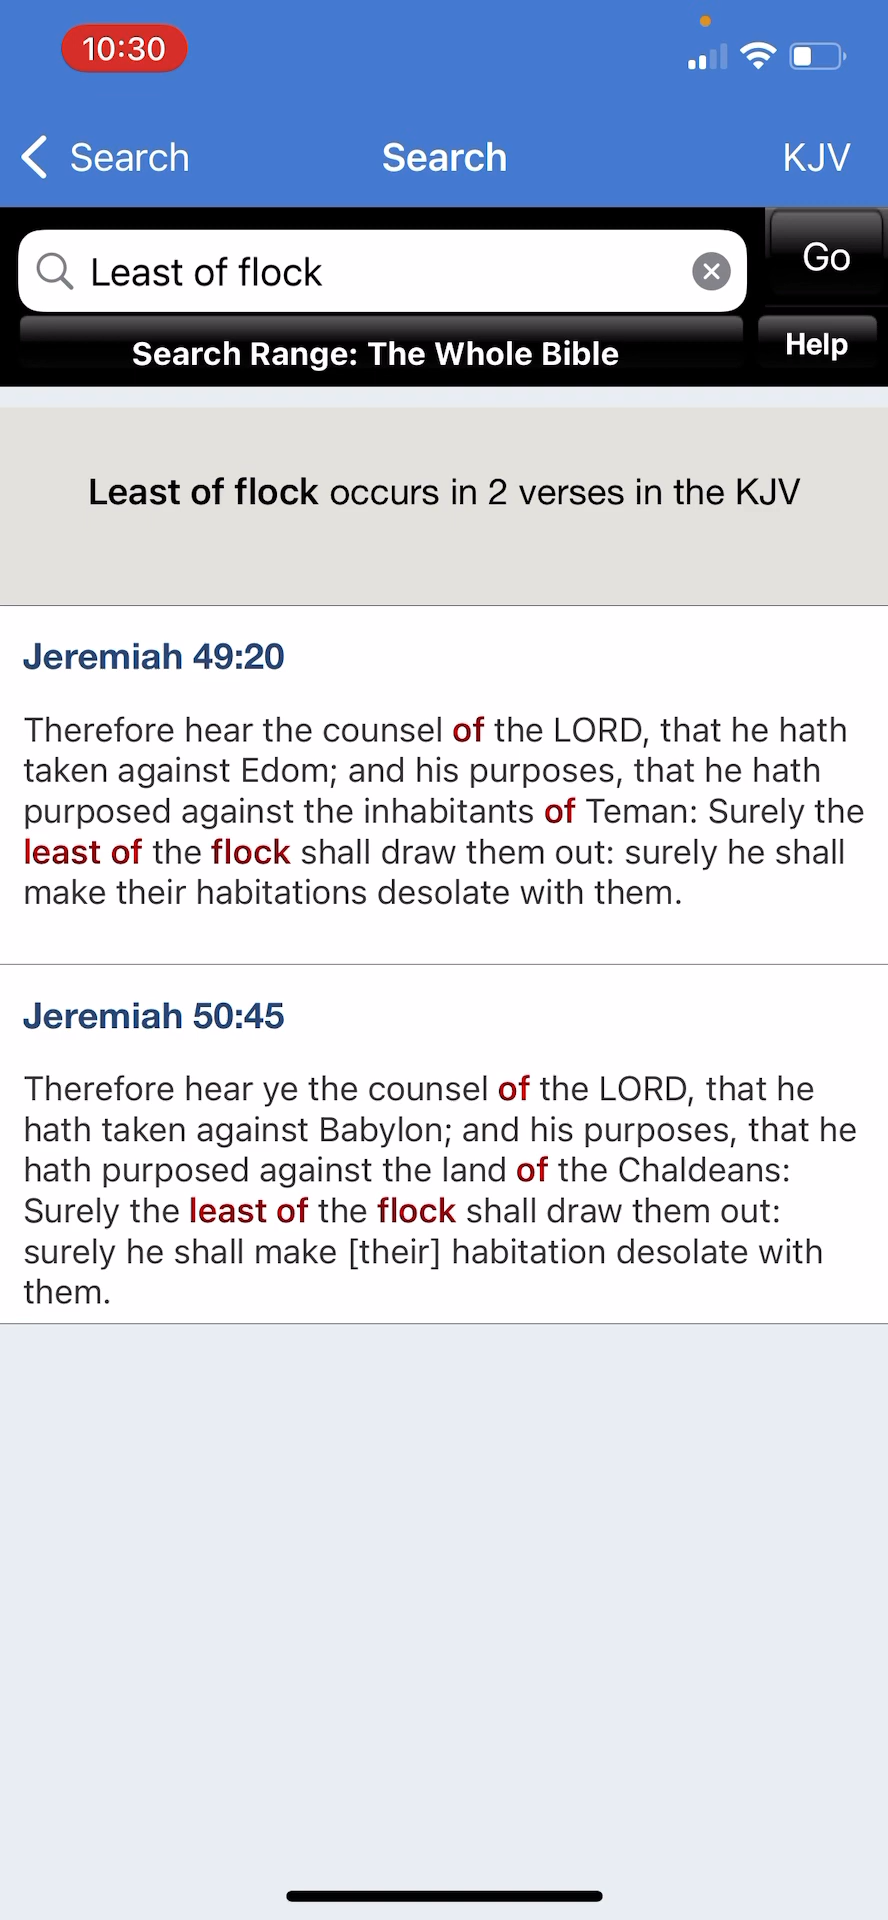 10:30
Search
Search
KJV
Least of flock
Go
Search Range: The Whole Bible
Help
Least of flock occurs in 2 verses in the KJV
Jeremiah 49:20
Therefore hear the counsel of the LORD, that he hath
taken against Edom; and his purposes, that he hath
purposed against the inhabitants of Teman: Surely the
least of the flock shall draw them out: surely he shall
make their habitations desolate with them.
Jeremiah 50:45
Therefore hear ye the counsel of the LORD, that he
hath taken against Babylon; and his purposes, that he
hath purposed against the land of the Chaldeans:
Surely the least of the flock shall draw them out:
surely he shall make [their] habitation desolate with
them.